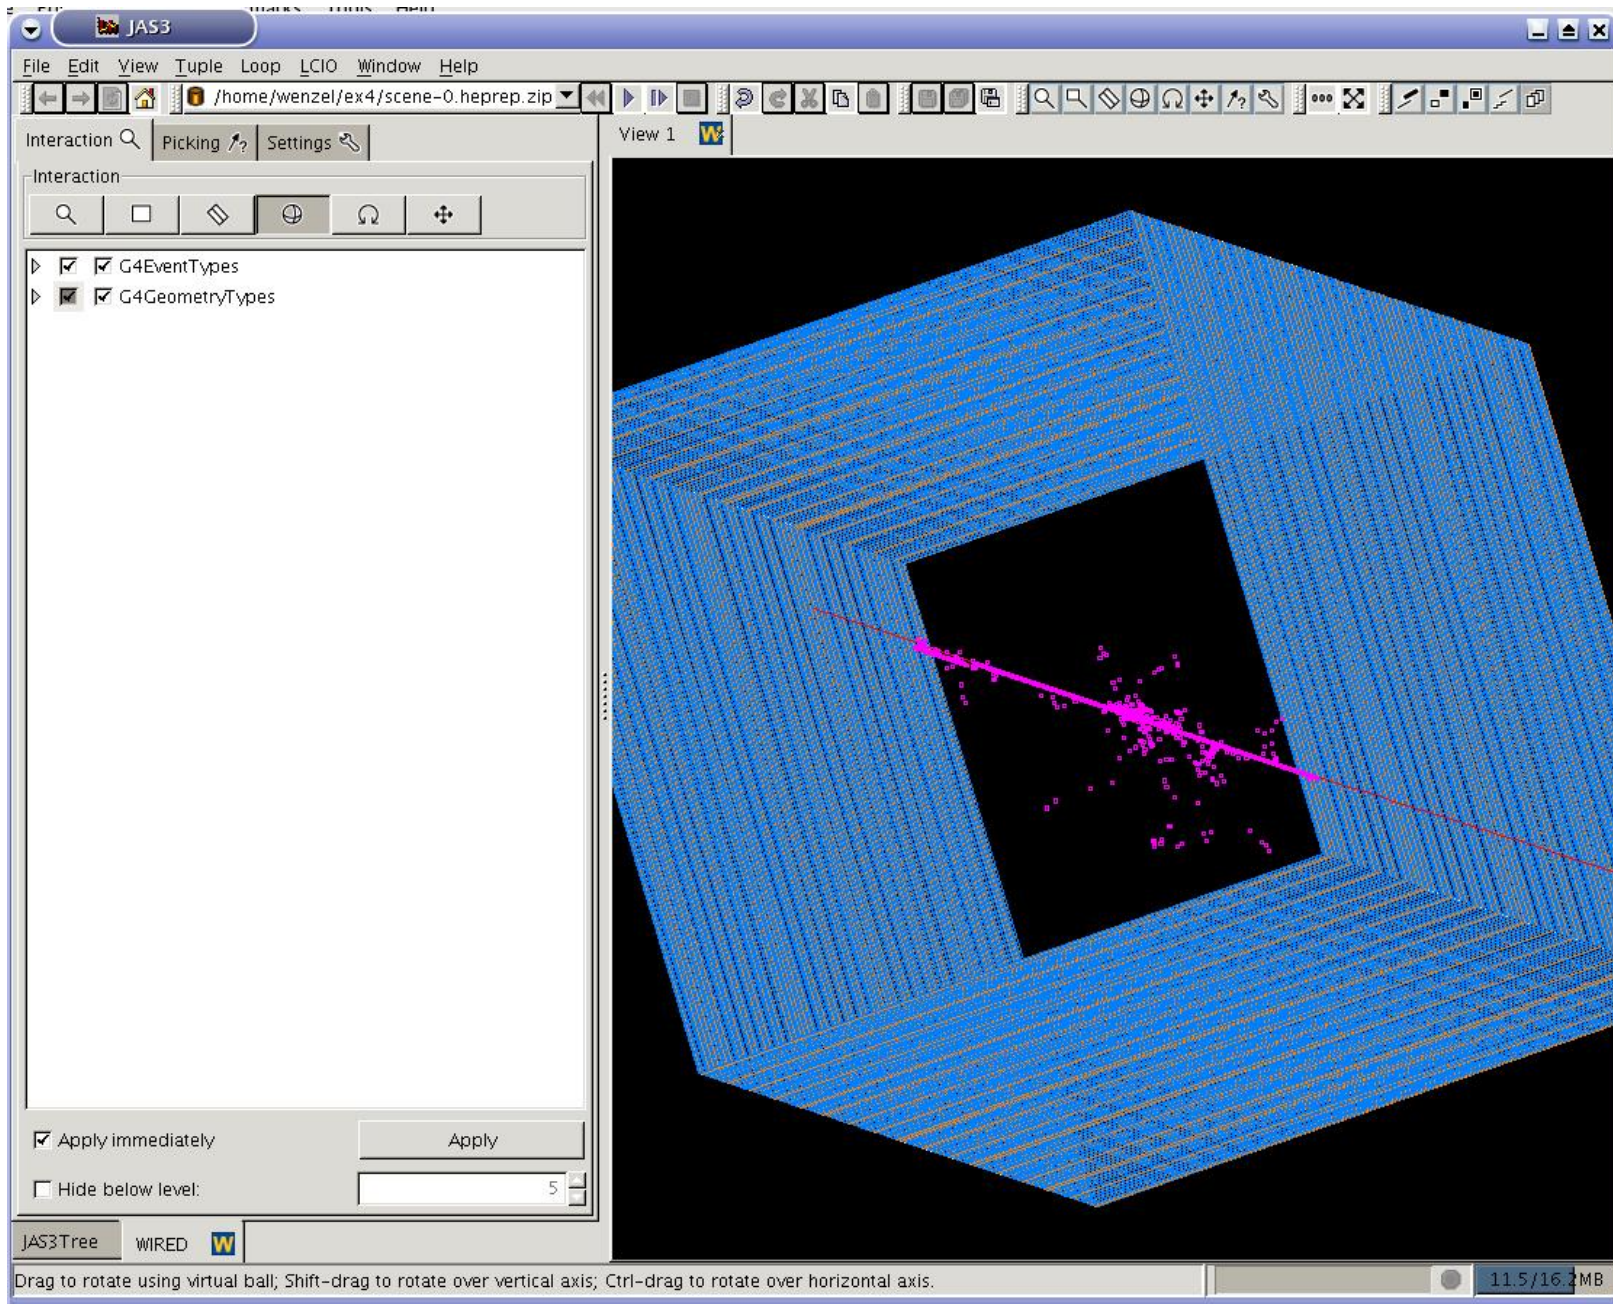 JAS3
File Edit View Tuple Loop LCIO Window Help
/home/wenzel/ex4/scene-0.heprep.zip
Interaction Picking Settings
View 1
Interaction
G4EventTypes
G4GeometryTypes
Apply immediately Apply
Hide below level: 5
JAS3Tree WIRED
Drag to rotate using virtual ball; Shift-drag to rotate over vertical axis; Ctrl-drag to rotate over horizontal axis. 11.5/16.2MB